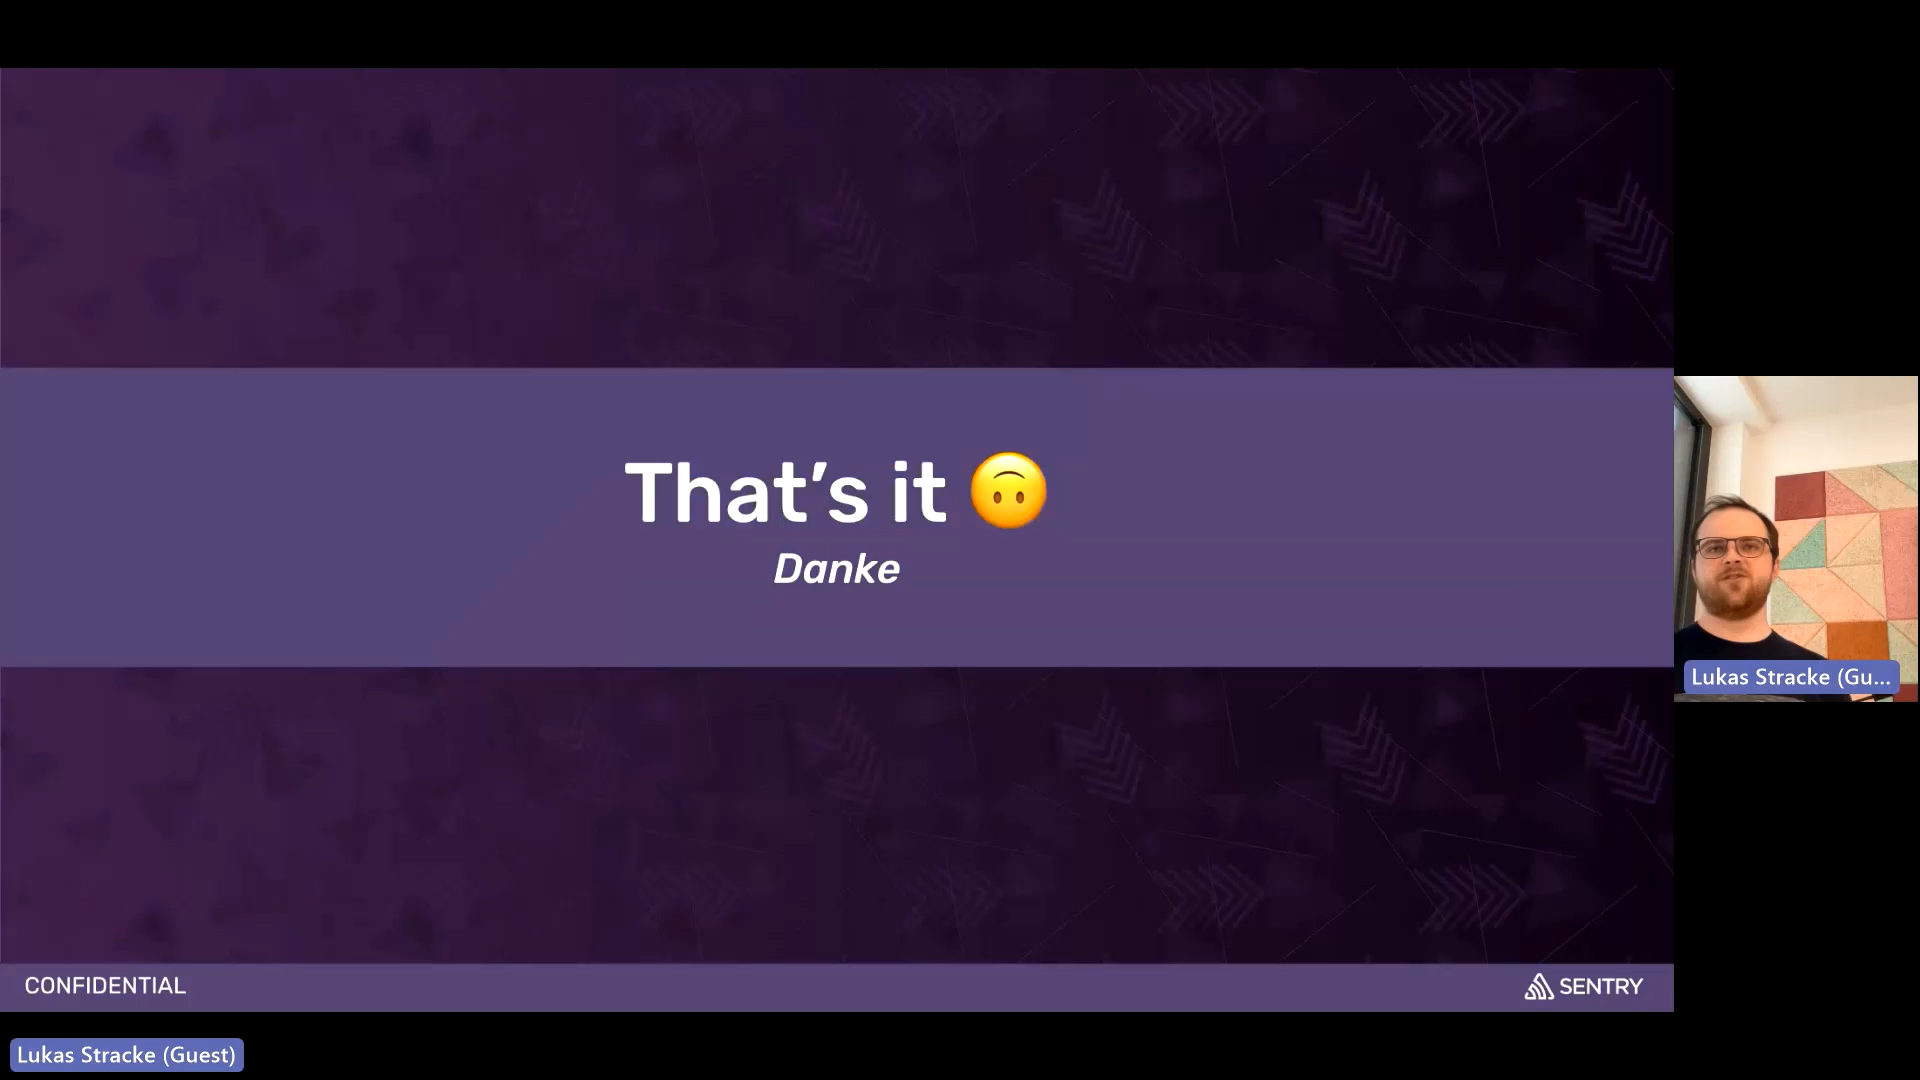 That's it 🙃
Danke
CONFIDENTIAL
SENTRY
Lukas Stracke (Gu...
Lukas Stracke (Guest)